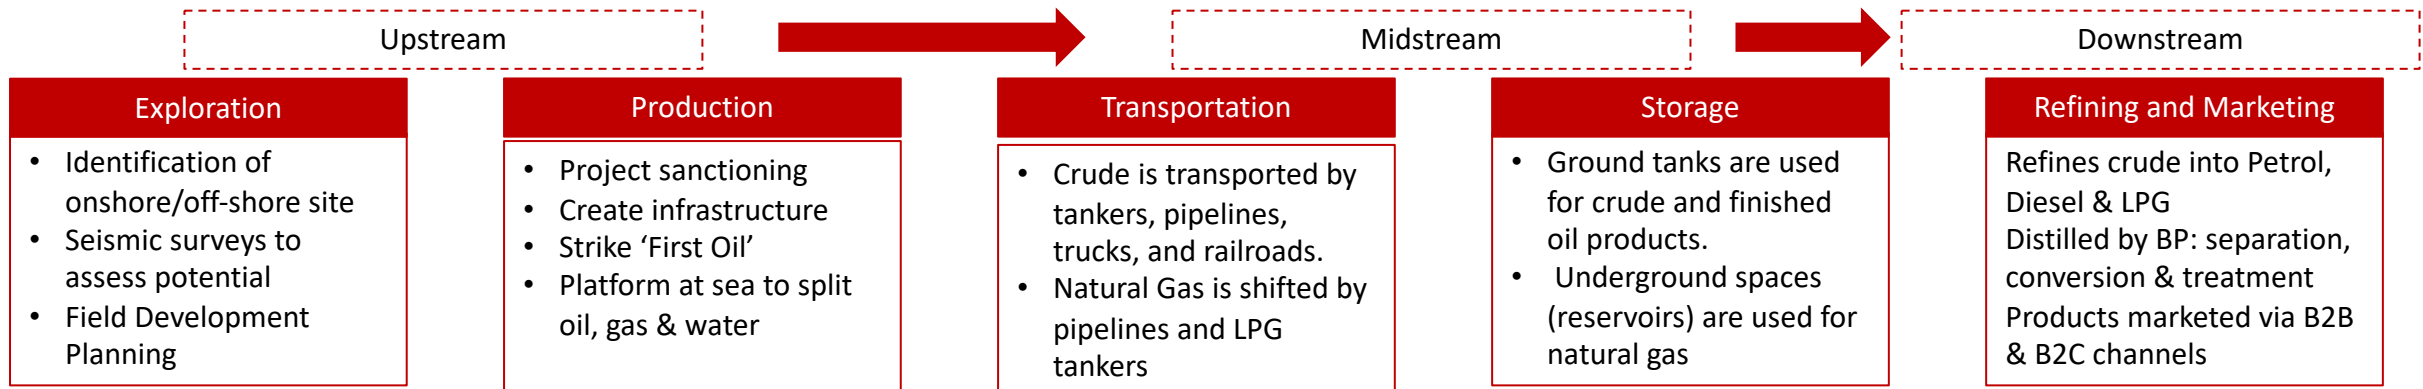 Upstream
Midstream
Downstream
Exploration
• Identification of
onshore/off-shore site
• Seismic surveys to
assess potential
• Field Development
Planning
Production
• Project sanctioning
• Create infrastructure
• Strike ‘First Oil’
• Platform at sea to split
oil, gas & water
Transportation
• Crude is transported by
tankers, pipelines,
trucks, and railroads.
• Natural Gas is shifted by
pipelines and LPG
tankers
Storage
• Ground tanks are used
for crude and finished
oil products.
• Underground spaces
(reservoirs) are used for
natural gas
Refining and Marketing
Refines crude into Petrol,
Diesel & LPG
Distilled by BP: separation,
conversion & treatment
Products marketed via B2B
& B2C channels